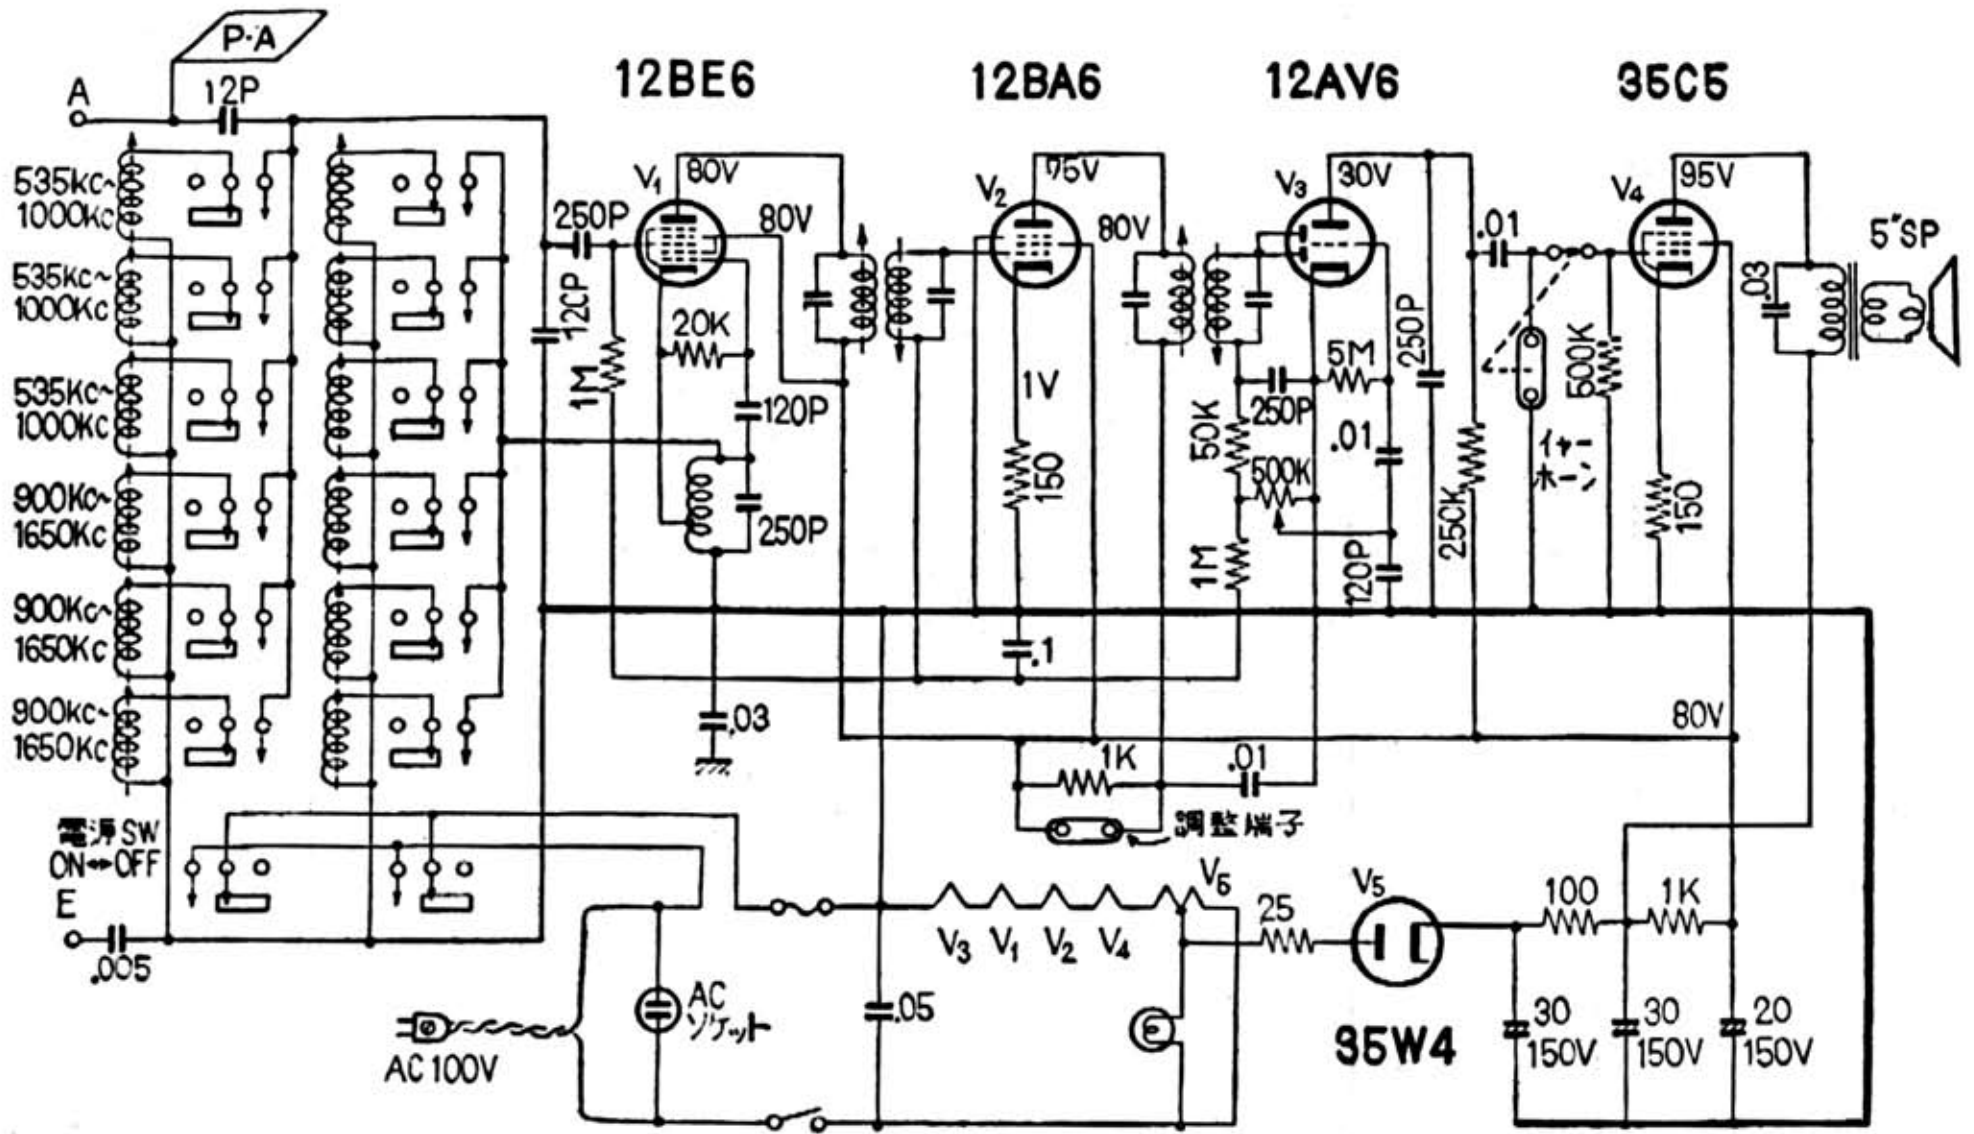 P·A
A
12P
12BE6
12BA6
12AV6
35C5
535Kc~
1000Kc
535Kc~
1000Kc
535Kc~
1000Kc
900Kc~
1650Kc
900Kc~
1650Kc
900Kc~
1650Kc
V1
80V
80V
250P
12CP
1M
20K
120P
250P
.03
V2
75V
80V
1V
150
.1
1K
.01
調整端子
V3
30V
250P
5M
50K
500K
.01
1M
120P
250P
250K
.01
イヤー
ホーン
500K
V4
95V
150
.03
5"SP
80V
電源SW
ON↔OFF
E
.005
AC 100V
AC
ソケット
.05
V3
V1
V2
V4
V5
25
V5
35W4
100
1K
30
150V
30
150V
20
150V